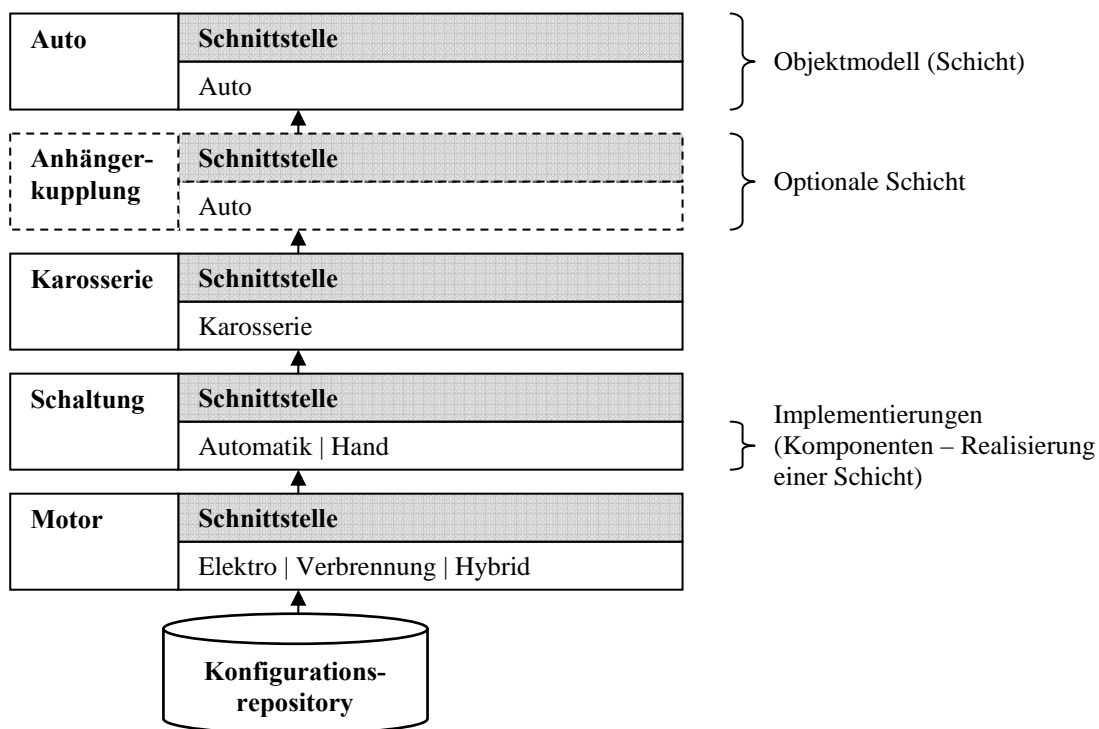 Auto
Schnittstelle
Auto
Objektmodell (Schicht)
Anhänger-
kupplung
Schnittstelle
Auto
Optionale Schicht
Karosserie
Schnittstelle
Karosserie
Schaltung
Schnittstelle
Automatik | Hand
Implementierungen
(Komponenten – Realisierung
einer Schicht)
Motor
Schnittstelle
Elektro | Verbrennung | Hybrid
Konfigurations-
repository